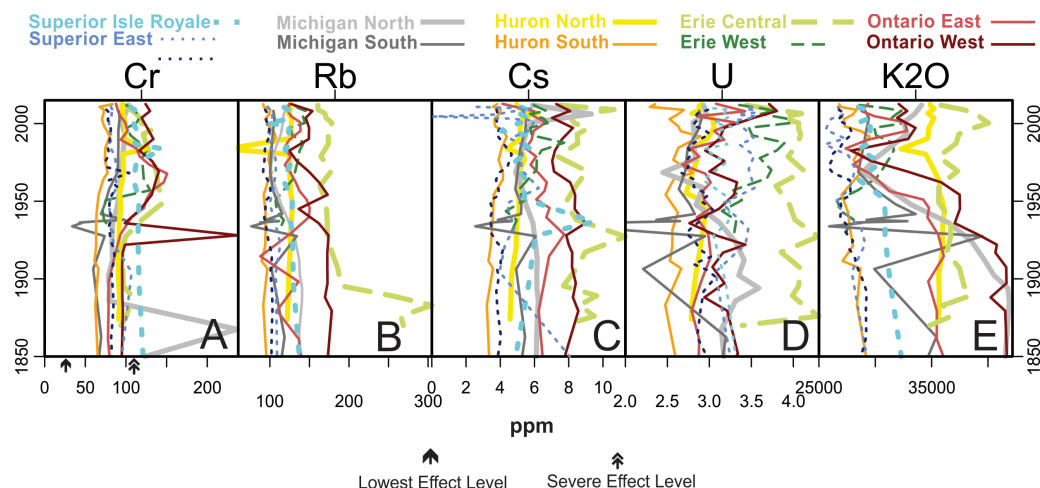 Superior Isle Royale Michigan North Huron North Erie Central Ontario East
Superior East Michigan South Huron South Erie West Ontario West
Cr Rb Cs U K2O
2000 2000
1950 1950
1900 1900
1850 1850
A B C D E
0 50 100 200 100 200 300 0 2 4 6 8 10 2.0 2.5 3.0 3.5 4.0 25000 35000
ppm
Lowest Effect Level Severe Effect Level